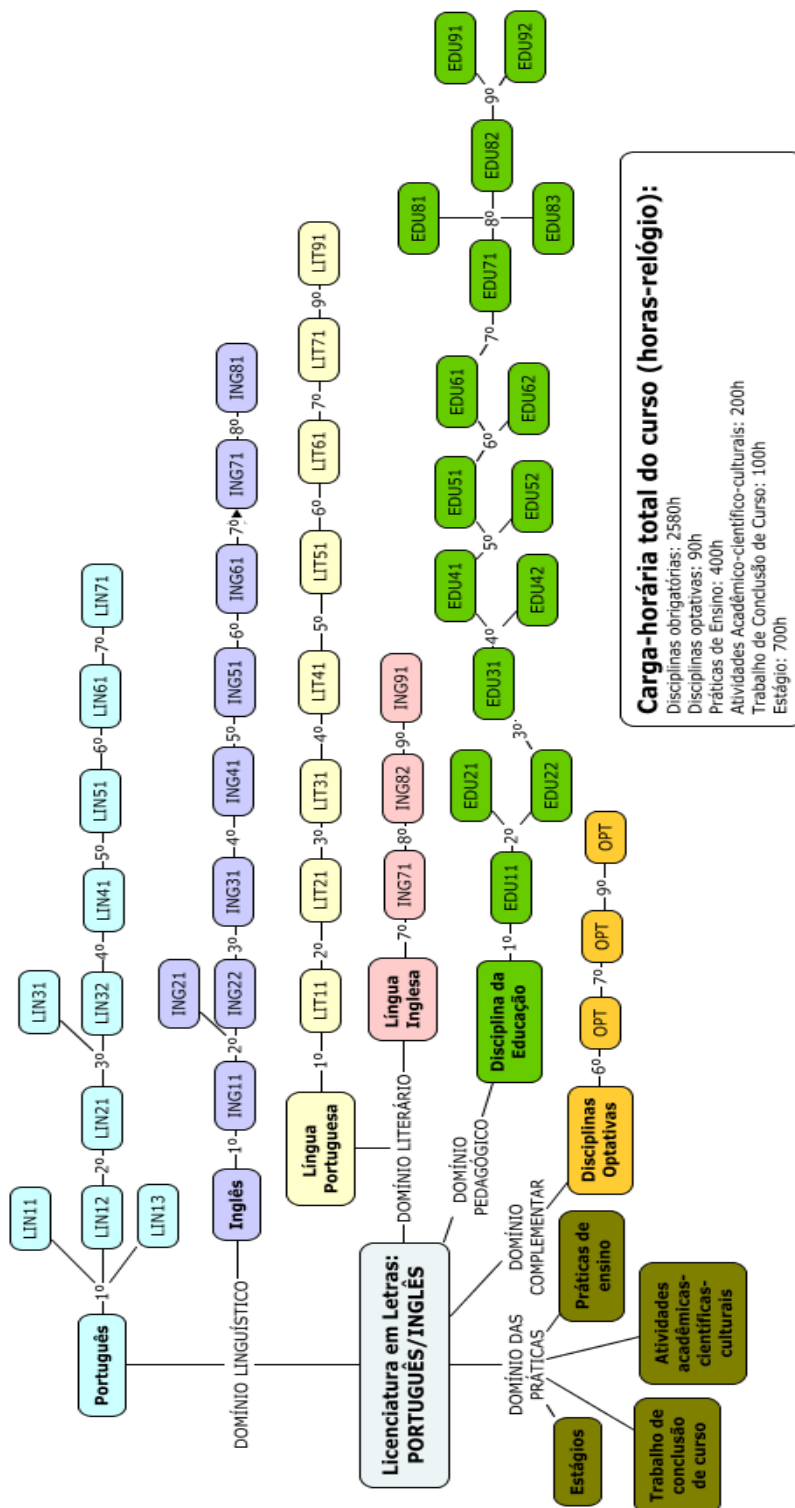 Licenciatura em Letras:
PORTUGUÊS/INGLÊS
DOMÍNIO LINGUÍSTICO
Português
1º
LIN11
LIN12
LIN13
2º
LIN21
3º
LIN31
LIN32
4º
LIN41
5º
LIN51
6º
LIN61
7º
LIN71
Inglês
1º
ING11
2º
ING21
ING22
3º
ING31
4º
ING41
5º
ING51
6º
ING61
7º
ING71
8º
ING81
DOMÍNIO LITERÁRIO
Língua
Portuguesa
1º
LIT11
2º
LIT21
3º
LIT31
4º
LIT41
5º
LIT51
6º
LIT61
7º
LIT71
9º
LIT91
Língua
Inglesa
7º
ING71
8º
ING82
9º
ING91
DOMÍNIO
PEDAGÓGICO
Disciplina da
Educação
1º
EDU11
2º
EDU21
EDU22
3º
EDU31
4º
EDU41
EDU42
5º
EDU51
EDU52
6º
EDU61
EDU62
7º
EDU71
8º
EDU81
EDU82
EDU83
9º
EDU91
EDU92
DOMÍNIO
COMPLEMENTAR
Disciplinas
Optativas
6º
OPT
7º
OPT
9º
OPT
DOMÍNIO DAS
PRÁTICAS
Estágios
Práticas de
ensino
Trabalho de
conclusão
de curso
Atividades
acadêmicas-
científicas-
culturais
Carga-horária total do curso (horas-relógio):
Disciplinas obrigatórias: 2580h
Disciplinas optativas: 90h
Práticas de Ensino: 400h
Atividades Acadêmico-científico-culturais: 200h
Trabalho de Conclusão de Curso: 100h
Estágio: 700h